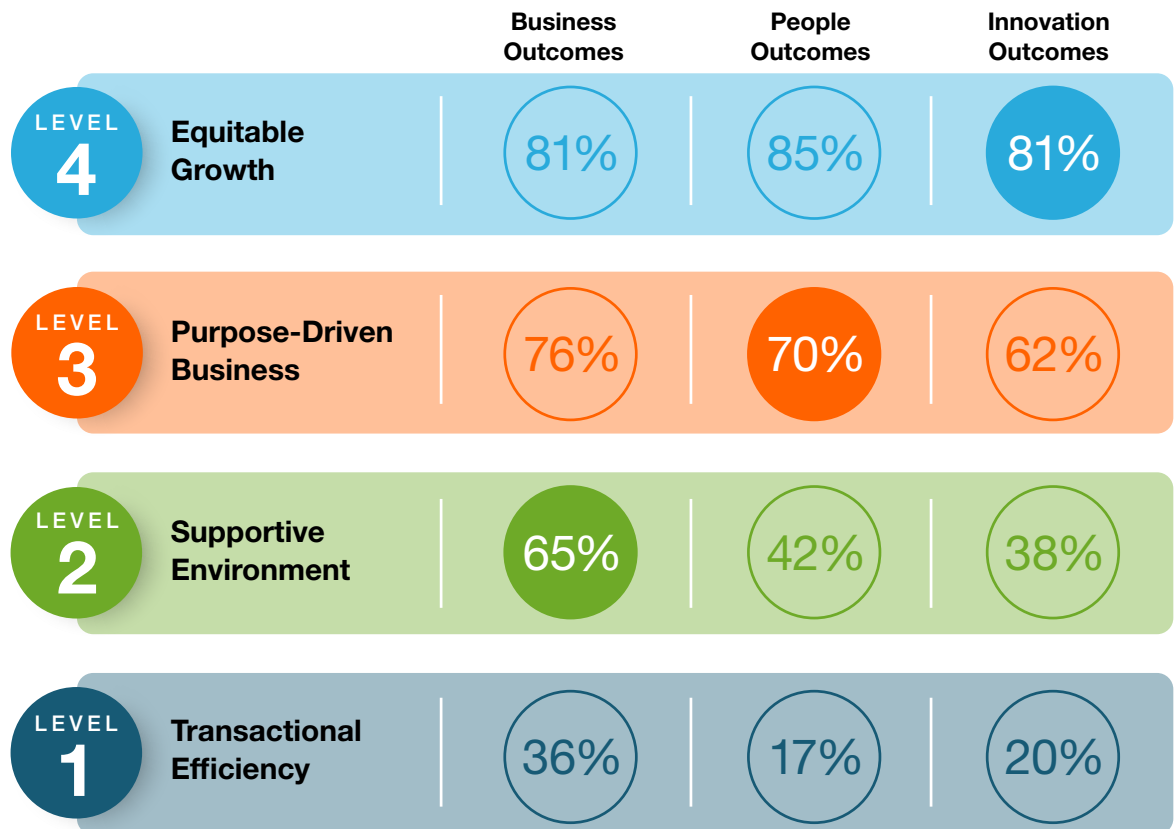 Business
Outcomes
People
Outcomes
Innovation
Outcomes
LEVEL
4
Equitable
Growth
81%
85%
81%
LEVEL
3
Purpose-Driven
Business
76%
70%
62%
LEVEL
2
Supportive
Environment
65%
42%
38%
LEVEL
1
Transactional
Efficiency
36%
17%
20%